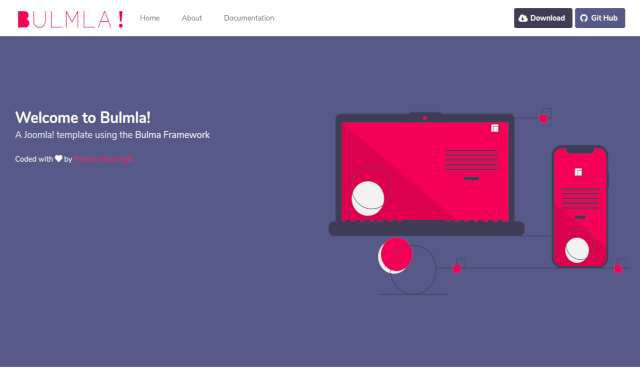 BULMLA!
Home
About
Documentation
Download
Git Hub
Welcome to Bulmla!
A Joomla! template using the Bulma Framework
Coded with by